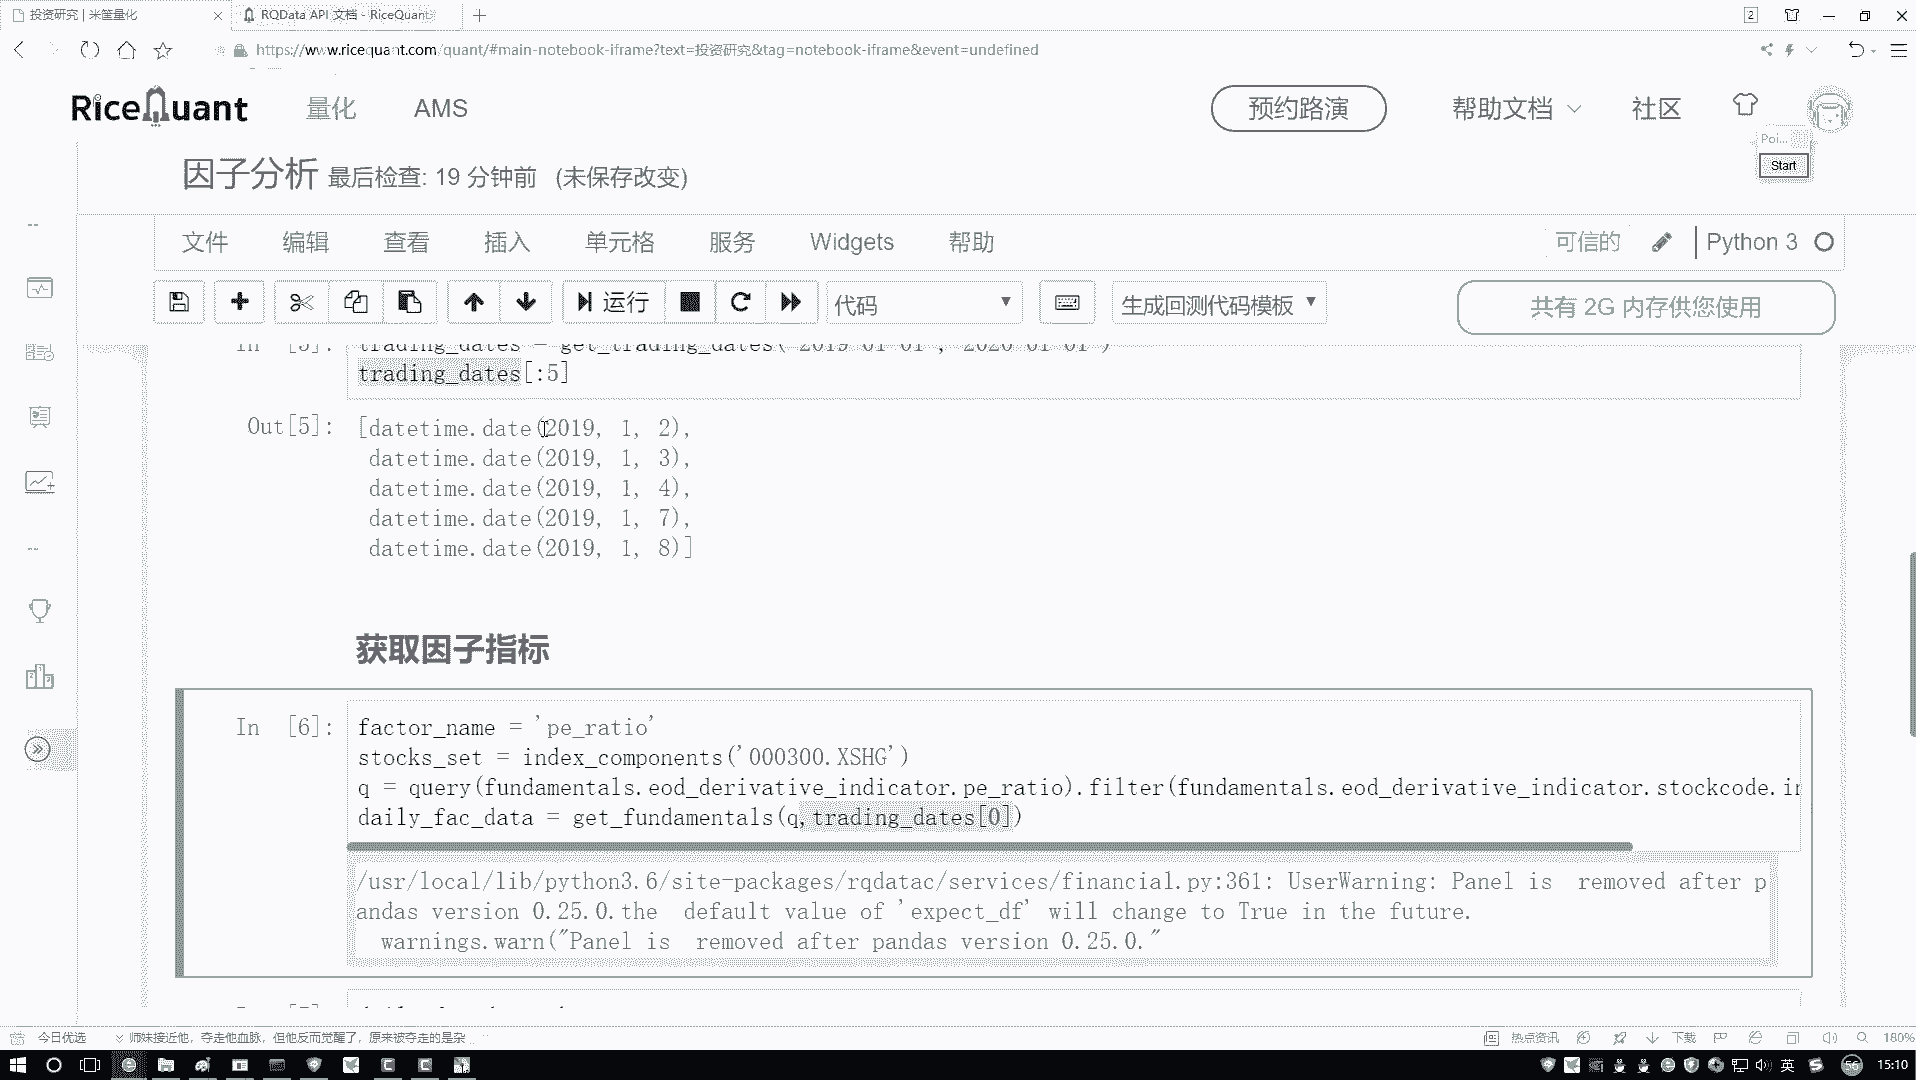 投资研究 | 米筐量化
RQData API 文档 - RiceQuant
2
https://www.ricequant.com/quant/#main-notebook-iframe?text=投资研究&tag=notebook-iframe&event=undefined
RiceQuant
量化
AMS
预约路演
帮助文档
社区
Poi...
Start
因子分析 最后检查: 19 分钟前 (未保存改变)
文件
编辑
查看
插入
单元格
服务
Widgets
帮助
可信的
Python 3
运行
代码
生成回测代码模板
共有 2G 内存供您使用
In [5]: trading_dates = get_trading_dates('2019-01-01', '2020-01-01')
trading_dates[:5]
Out[5]: [datetime.date(2019, 1, 2),
datetime.date(2019, 1, 3),
datetime.date(2019, 1, 4),
datetime.date(2019, 1, 7),
datetime.date(2019, 1, 8)]
获取因子指标
In [6]: factor_name = 'pe_ratio'
stocks_set = index_components('000300.XSHG')
q = query(fundamentals.eod_derivative_indicator.pe_ratio).filter(fundamentals.eod_derivative_indicator.stockcode.in
daily_fac_data = get_fundamentals(q,trading_dates[0])
/usr/local/lib/python3.6/site-packages/rqdatac/services/financial.py:361: UserWarning: Panel is  removed after p
andas version 0.25.0.the  default value of 'expect_df' will change to True in the future.
warnings.warn("Panel is  removed after pandas version 0.25.0."
今日优选
师妹接近他，夺走他血脉，但他反而觉醒了，原来被夺走的是杂
热点资讯
下载
180%
英
56
15:10